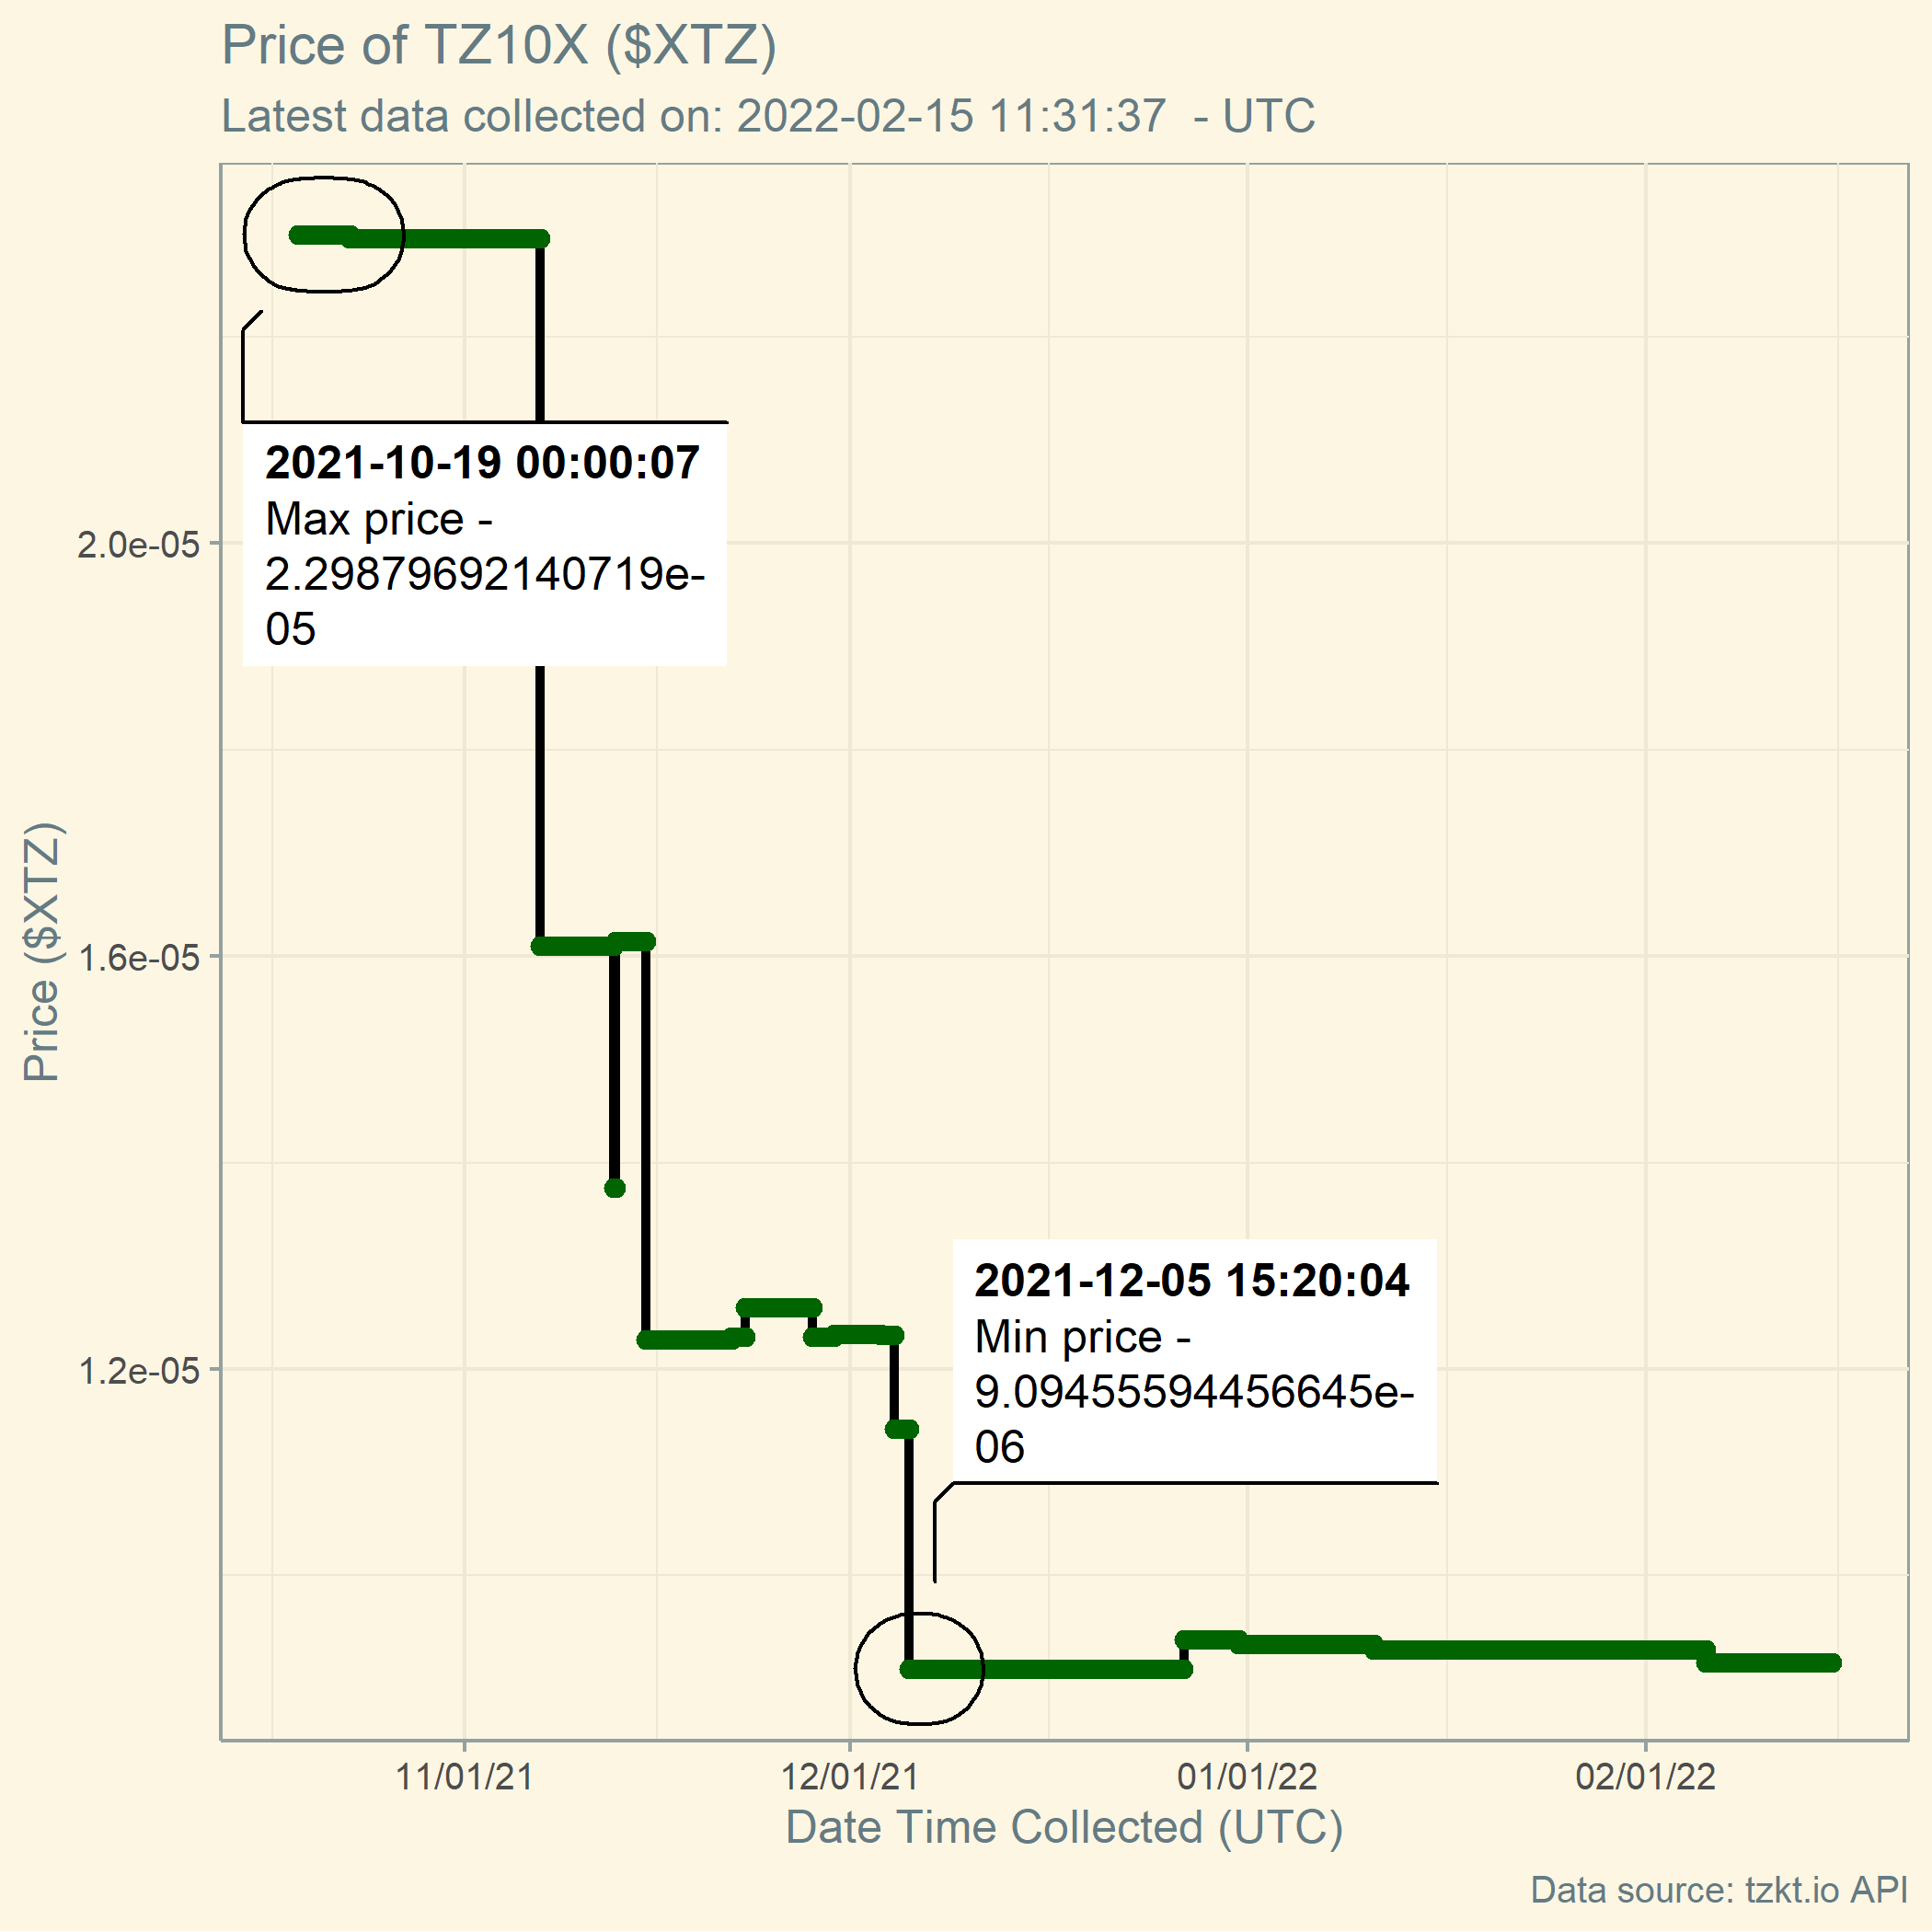 Price of TZ10X ($XTZ)
Latest data collected on: 2022-02-15 11:31:37  - UTC
2021-10-19 00:00:07
Max price -
2.29879692140719e-
05
2.0e-05
1.6e-05
1.2e-05
Price ($XTZ)
2021-12-05 15:20:04
Min price -
9.09455594456645e-
06
11/01/21
12/01/21
01/01/22
02/01/22
Date Time Collected (UTC)
Data source: tzkt.io API